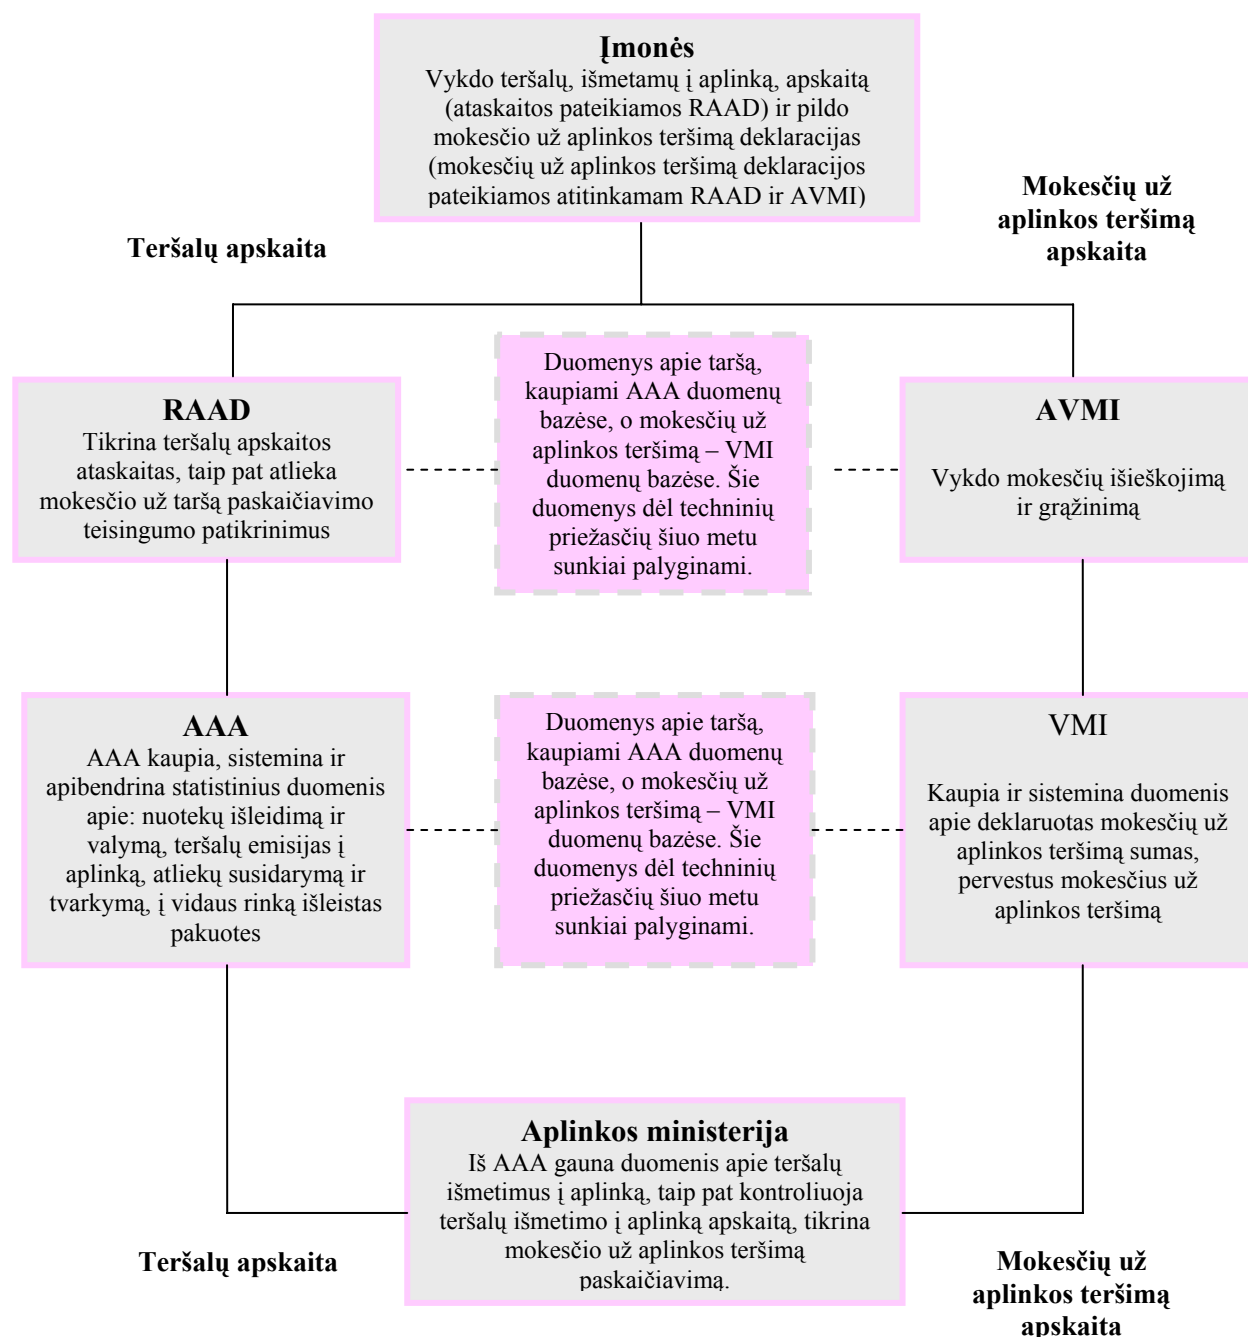 Įmonės
Vykdo teršalų, išmetamų į aplinką, apskaitą
(ataskaitos pateikiamos RAAD) ir pildo
mokesčio už aplinkos teršimą deklaracijas
(mokesčių už aplinkos teršimą deklaracijos
pateikiamos atitinkamam RAAD ir AVMI)
Teršalų apskaita
Mokesčių už
aplinkos teršimą
apskaita
RAAD
Tikrina teršalų apskaitos
ataskaitas, taip pat atlieka
mokesčio už taršą paskaičiavimo
teisingumo patikrinimus
Duomenys apie taršą,
kaupiami AAA duomenų
bazėse, o mokesčių už
aplinkos teršimą – VMI
duomenų bazėse. Šie
duomenys dėl techninių
priežasčių šiuo metu
sunkiai palyginami.
AVMI
Vykdo mokesčių išieškojimą
ir grąžinimą
AAA
AAA kaupia, sistemina ir
apibendrina statistinius duomenis
apie: nuotekų išleidimą ir
valymą, teršalų emisijas į
aplinką, atliekų susidarymą ir
tvarkymą, į vidaus rinką išleistas
pakuotes
Duomenys apie taršą,
kaupiami AAA duomenų
bazėse, o mokesčių už
aplinkos teršimą – VMI
duomenų bazėse. Šie
duomenys dėl techninių
priežasčių šiuo metu
sunkiai palyginami.
VMI
Kaupia ir sistemina duomenis
apie deklaruotas mokesčių už
aplinkos teršimą sumas,
pervestus mokesčius už
aplinkos teršimą
Aplinkos ministerija
Iš AAA gauna duomenis apie teršalų
išmetimus į aplinką, taip pat kontroliuoja
teršalų išmetimo į aplinką apskaitą, tikrina
mokesčio už aplinkos teršimą
paskaičiavimą.
Teršalų apskaita
Mokesčių už
aplinkos teršimą
apskaita